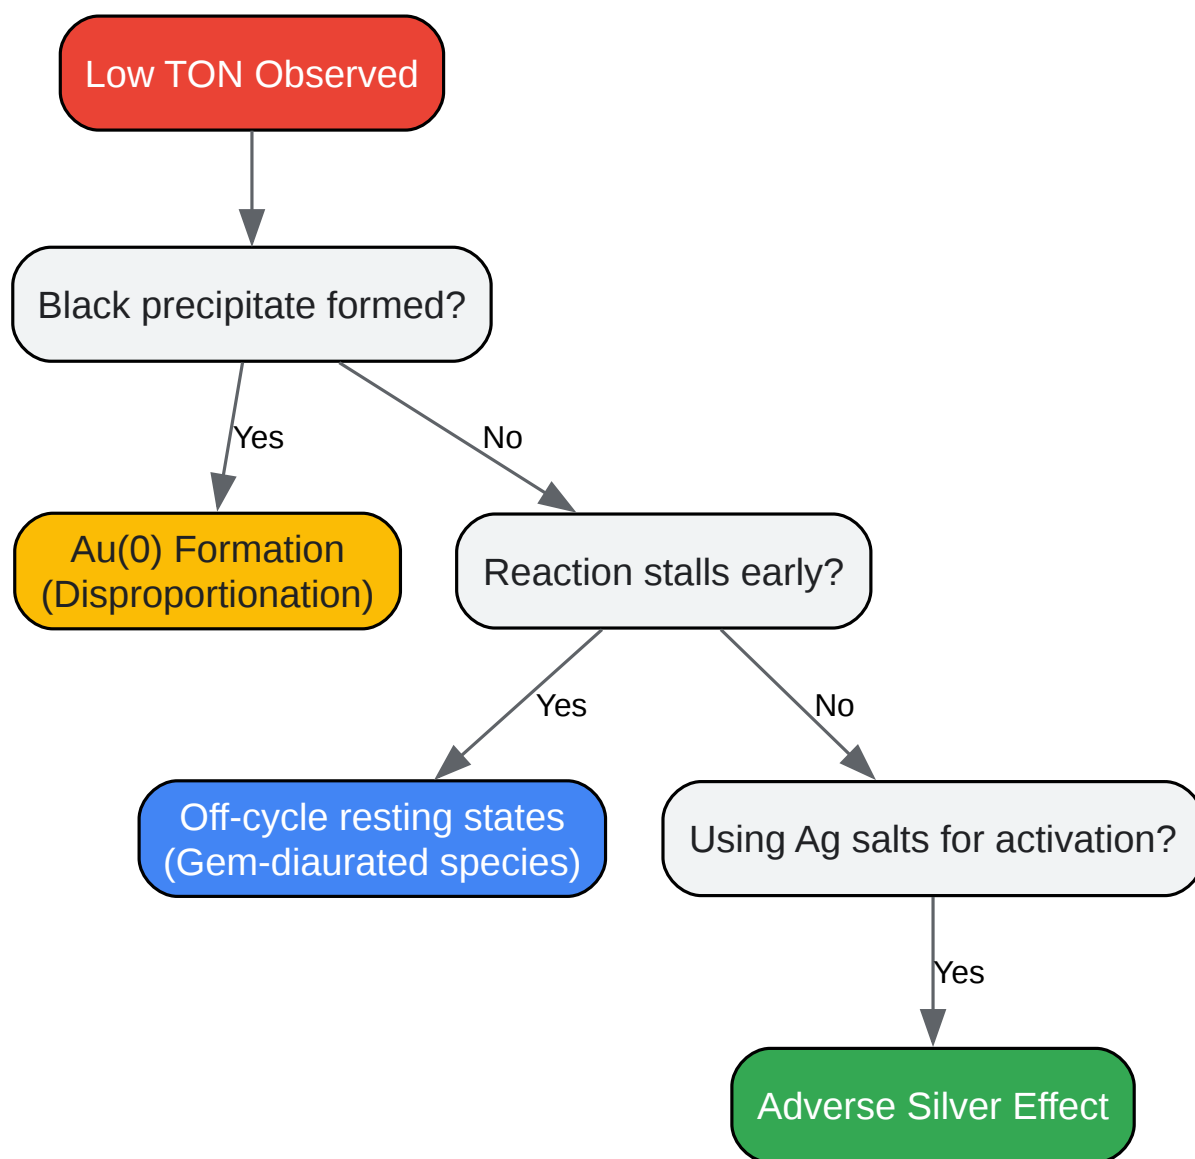 Low TON Observed
Black precipitate formed?
Yes
No
Au(0) Formation
(Disproportionation)
Reaction stalls early?
Yes
No
Off-cycle resting states
(Gem-diaurated species)
Using Ag salts for activation?
Yes
Adverse Silver Effect